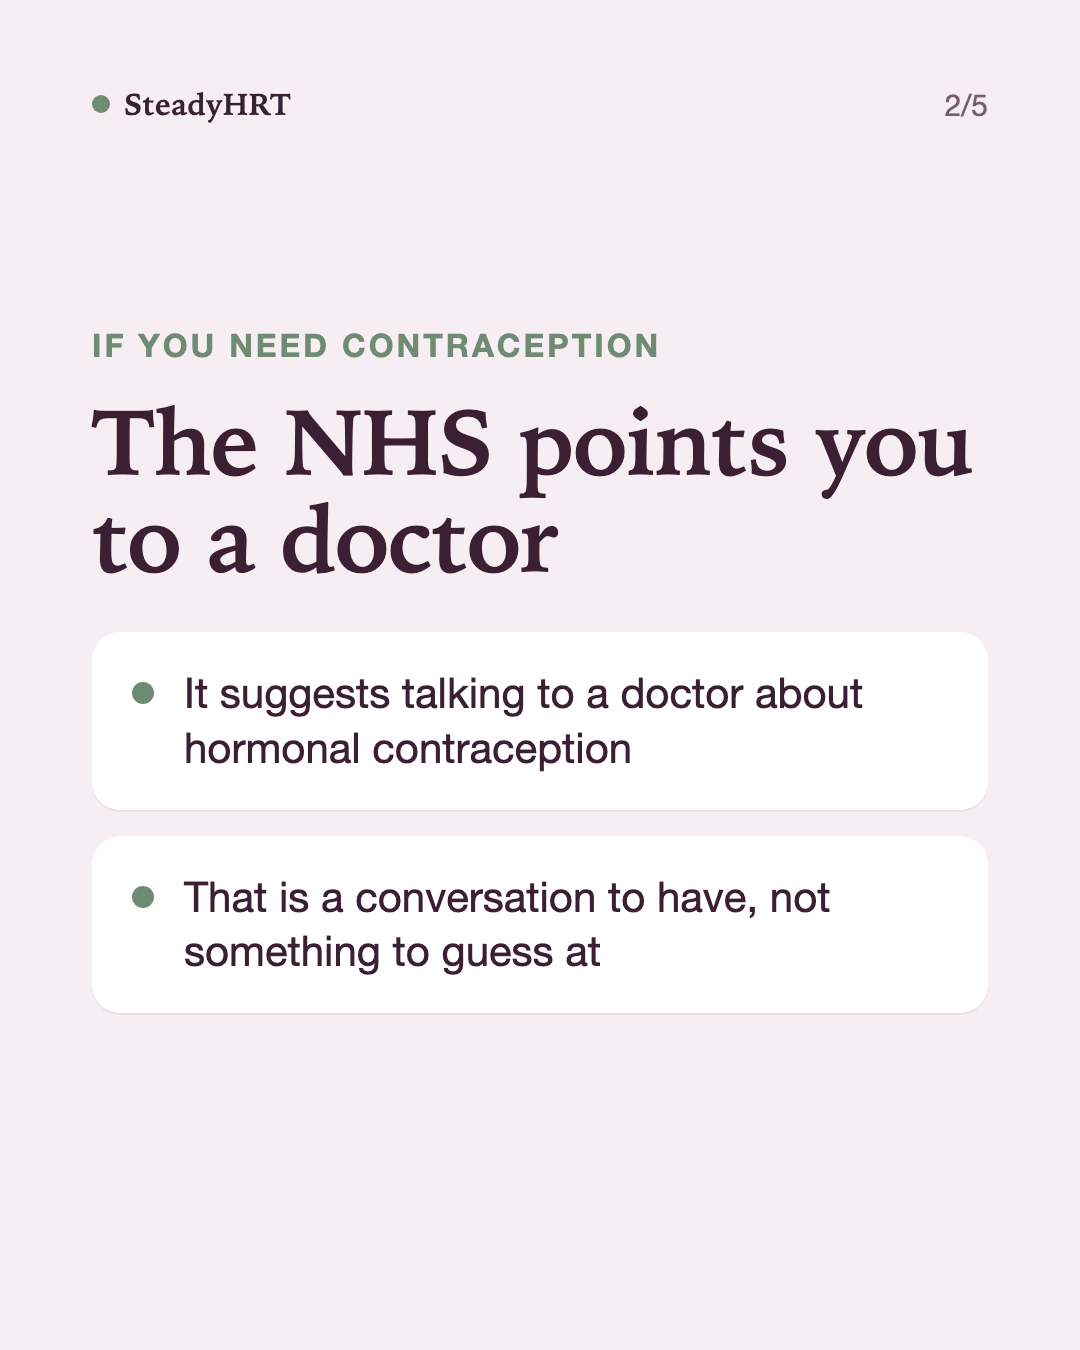 SteadyHRT
2/5
IF YOU NEED CONTRACEPTION
The NHS points you
to a doctor
It suggests talking to a doctor about
hormonal contraception
That is a conversation to have, not
something to guess at